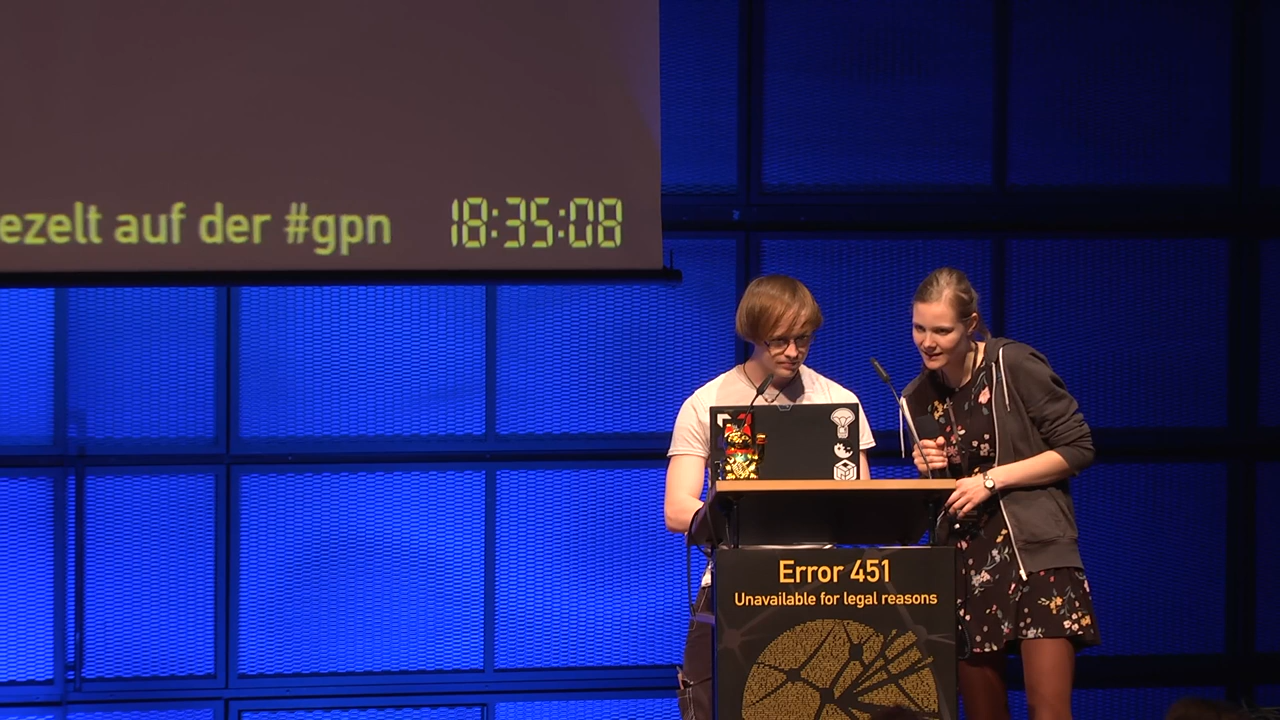 ezelt auf der #gpn 18:35:08
Error 451
Unavailable for legal reasons